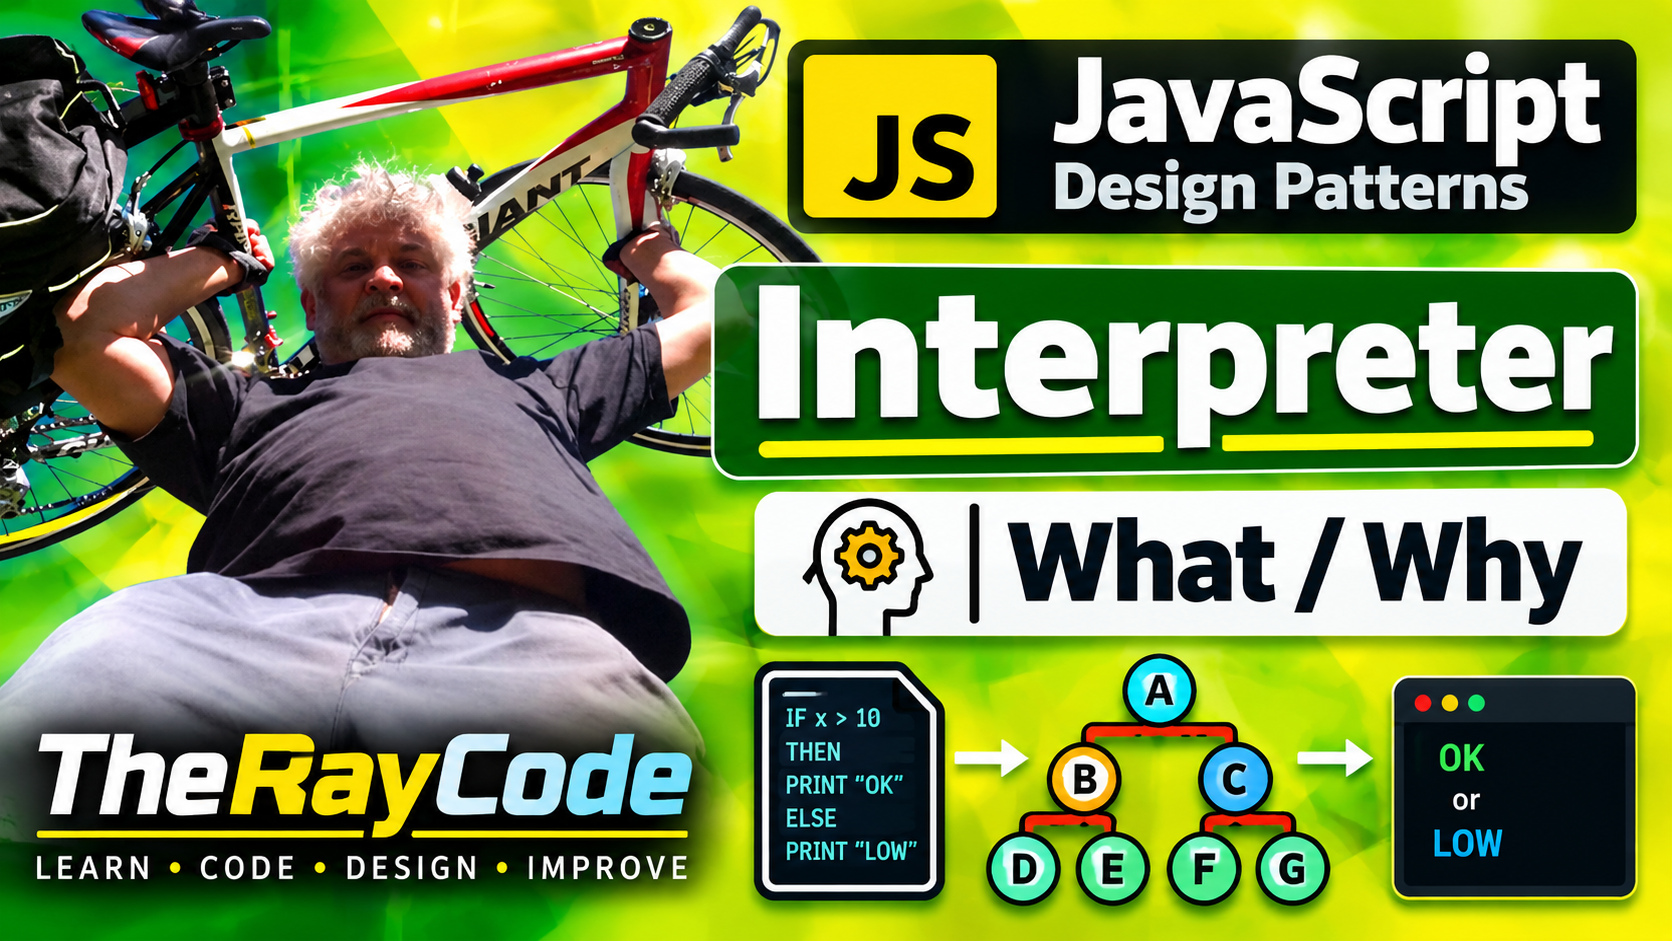 JS
JavaScript
Design Patterns
GIANT
Interpreter
What / Why
IF x > 10
THEN
PRINT “OK”
ELSE
PRINT “LOW”
A
B
C
D
E
F
G
OK
or
LOW
TheRayCode
LEARN • CODE • DESIGN • IMPROVE